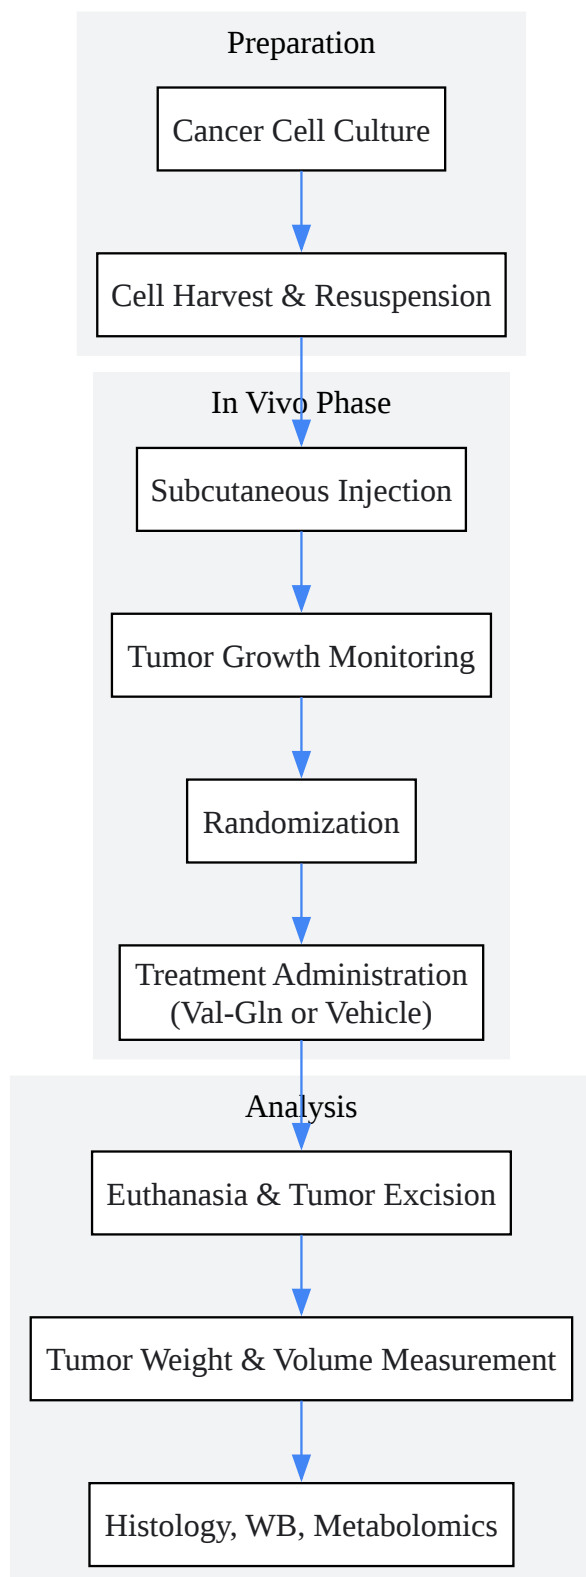 Preparation
Cancer Cell Culture
Cell Harvest & Resuspension
In Vivo Phase
Subcutaneous Injection
Tumor Growth Monitoring
Randomization
Treatment Administration
(Val-Gln or Vehicle)
Analysis
Euthanasia & Tumor Excision
Tumor Weight & Volume Measurement
Histology, WB, Metabolomics